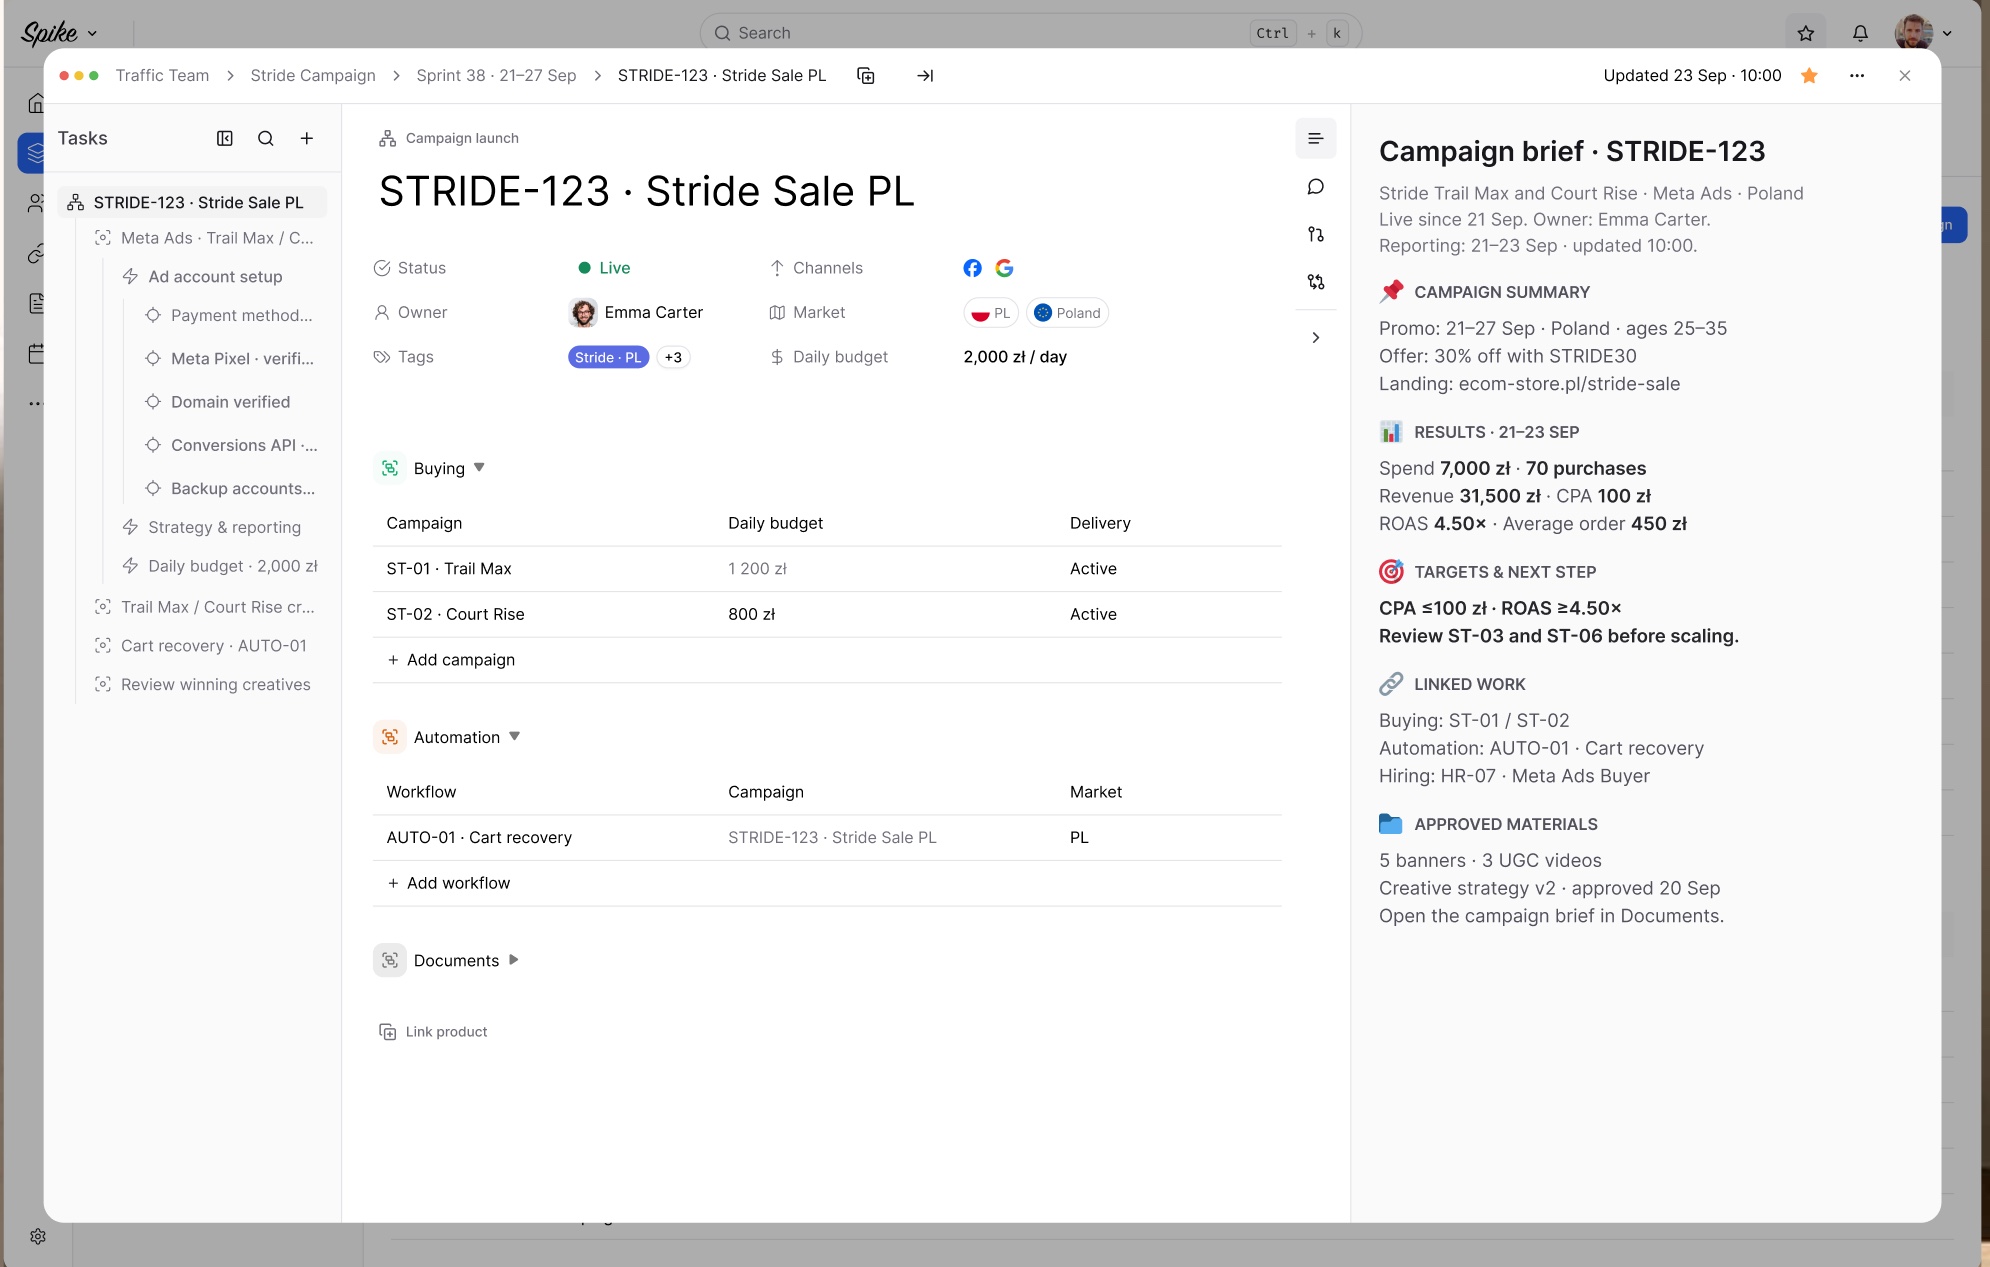 Spike
Search
Ctrl + k
Traffic Team > Stride Campaign > Sprint 38 · 21–27 Sep > STRIDE-123 · Stride Sale PL
Updated 23 Sep · 10:00
Tasks
STRIDE-123 · Stride Sale PL
Meta Ads · Trail Max / C...
Ad account setup
Payment method...
Meta Pixel · verifi...
Domain verified
Conversions API ·...
Backup accounts...
Strategy & reporting
Daily budget · 2,000 zł
Trail Max / Court Rise cr...
Cart recovery · AUTO-01
Review winning creatives
Campaign launch
STRIDE-123 · Stride Sale PL
Status Live
Channels
Owner Emma Carter
Market PL Poland
Tags Stride · PL +3
Daily budget 2,000 zł / day
Buying
Campaign Daily budget Delivery
ST-01 · Trail Max 1 200 zł Active
ST-02 · Court Rise 800 zł Active
+ Add campaign
Automation
Workflow Campaign Market
AUTO-01 · Cart recovery STRIDE-123 · Stride Sale PL PL
+ Add workflow
Documents
Link product
Campaign brief · STRIDE-123
Stride Trail Max and Court Rise · Meta Ads · Poland
Live since 21 Sep. Owner: Emma Carter.
Reporting: 21–23 Sep · updated 10:00.
CAMPAIGN SUMMARY
Promo: 21–27 Sep · Poland · ages 25–35
Offer: 30% off with STRIDE30
Landing: ecom-store.pl/stride-sale
RESULTS · 21–23 SEP
Spend 7,000 zł · 70 purchases
Revenue 31,500 zł · CPA 100 zł
ROAS 4.50× · Average order 450 zł
TARGETS & NEXT STEP
CPA ≤100 zł · ROAS ≥4.50×
Review ST-03 and ST-06 before scaling.
LINKED WORK
Buying: ST-01 / ST-02
Automation: AUTO-01 · Cart recovery
Hiring: HR-07 · Meta Ads Buyer
APPROVED MATERIALS
5 banners · 3 UGC videos
Creative strategy v2 · approved 20 Sep
Open the campaign brief in Documents.